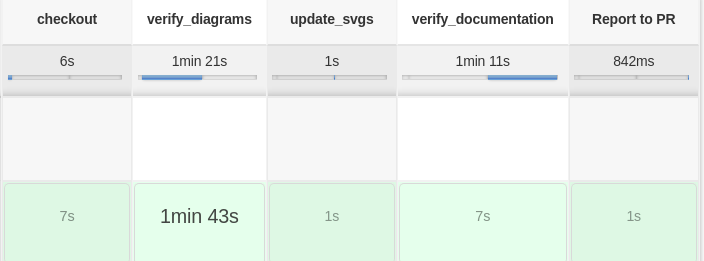 checkout verify_diagrams update_svgs verify_documentation Report to PR
6s 1min 21s 1s 1min 11s 842ms
7s 1min 43s 1s 7s 1s